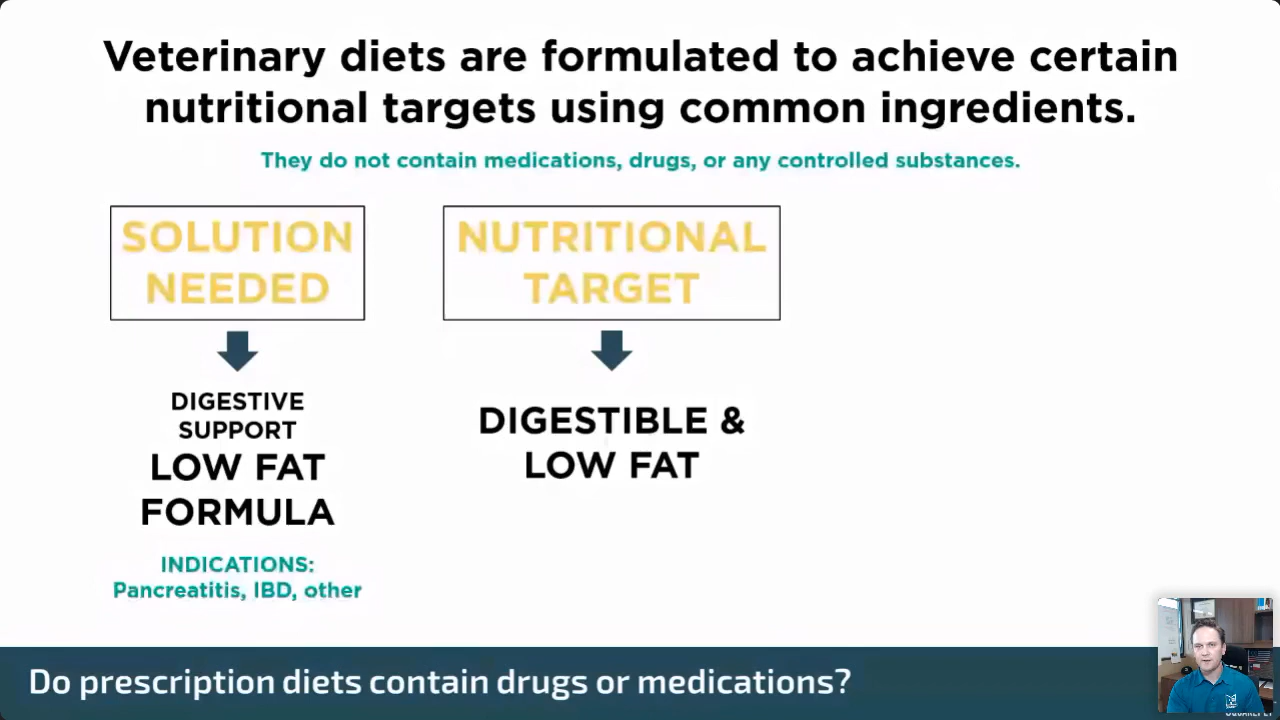 Veterinary diets are formulated to achieve certain
nutritional targets using common ingredients.
They do not contain medications, drugs, or any controlled substances.
SOLUTION
NEEDED
NUTRITIONAL
TARGET
DIGESTIVE
SUPPORT
LOW FAT
FORMULA
DIGESTIBLE &
LOW FAT
INDICATIONS:
Pancreatitis, IBD, other
Do prescription diets contain drugs or medications?